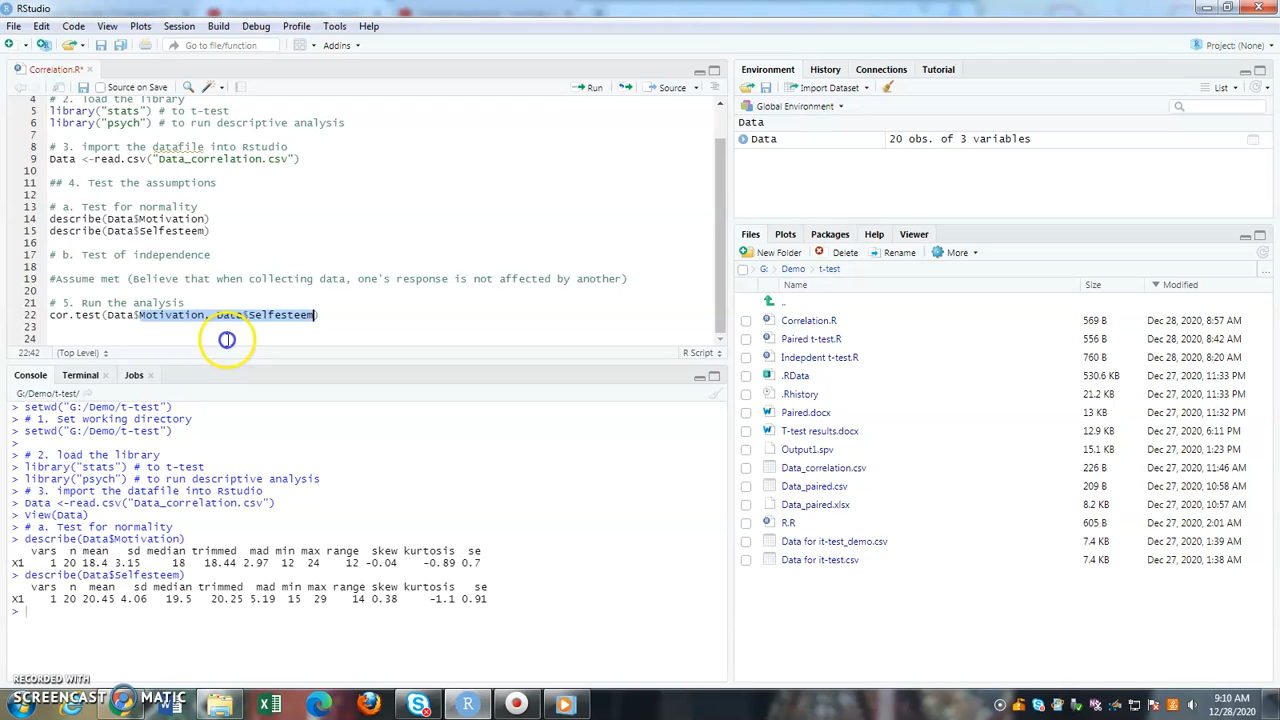 RStudio
File Edit Code View Plots Session Build Debug Profile Tools Help
Go to file/function Addins Project: (None)
Correlation.R*
Source on Save Run Source
4 # 2. load the library
5 library("stats") # to t-test
6 library("psych") # to run descriptive analysis
7
8 # 3. import the datafile into Rstudio
9 Data <-read.csv("Data_correlation.csv")
10
11 ## 4. Test the assumptions
12
13 # a. Test for normality
14 describe(Data$Motivation)
15 describe(Data$Selfesteem)
16
17 # b. Test of independence
18
19 #Assume met (Believe that when collecting data, one's response is not affected by another)
20
21 # 5. Run the analysis
22 cor.test(Data$Motivation, Data$Selfesteem)
23
24
22:42 (Top Level) R Script
Console Terminal Jobs
G:/Demo/t-test/
> setwd("G:/Demo/t-test")
> # 1. Set working directory
> setwd("G:/Demo/t-test")
>
> # 2. load the library
> library("stats") # to t-test
> library("psych") # to run descriptive analysis
> # 3. import the datafile into Rstudio
> Data <-read.csv("Data_correlation.csv")
> View(Data)
> # a. Test for normality
> describe(Data$Motivation)
vars n mean sd median trimmed mad min max range skew kurtosis se
X1 1 20 18.4 3.15 18 18.44 2.97 12 24 12 -0.04 -0.89 0.7
> describe(Data$Selfesteem)
vars n mean sd median trimmed mad min max range skew kurtosis se
X1 1 20 20.45 4.06 19.5 20.25 5.19 15 29 14 0.38 -1.1 0.91
>
Environment History Connections Tutorial
Import Dataset List
Global Environment
Data
Data 20 obs. of 3 variables
Files Plots Packages Help Viewer
New Folder Delete Rename More
G: Demo t-test
Name Size Modified
..
Correlation.R 569 B Dec 28, 2020, 8:57 AM
Paired t-test.R 556 B Dec 28, 2020, 8:42 AM
Indepdent t-test.R 760 B Dec 28, 2020, 8:20 AM
.RData 530.6 KB Dec 27, 2020, 11:33 PM
.Rhistory 21.2 KB Dec 27, 2020, 11:33 PM
Paired.docx 13 KB Dec 27, 2020, 11:32 PM
T-test results.docx 12.9 KB Dec 27, 2020, 6:11 PM
Output1.spv 15.1 KB Dec 27, 2020, 1:23 PM
Data_correlation.csv 226 B Dec 27, 2020, 11:46 AM
Data_paired.csv 209 B Dec 27, 2020, 10:58 AM
Data_paired.xlsx 8.2 KB Dec 27, 2020, 10:58 AM
R.R 605 B Dec 27, 2020, 2:01 AM
Data for it-test_demo.csv 7.4 KB Dec 27, 2020, 1:39 AM
Data for it-test.csv 7.4 KB Dec 27, 2020, 1:38 AM
RECORDED WITH
SCREENCAST MATIC
9:10 AM
12/28/2020